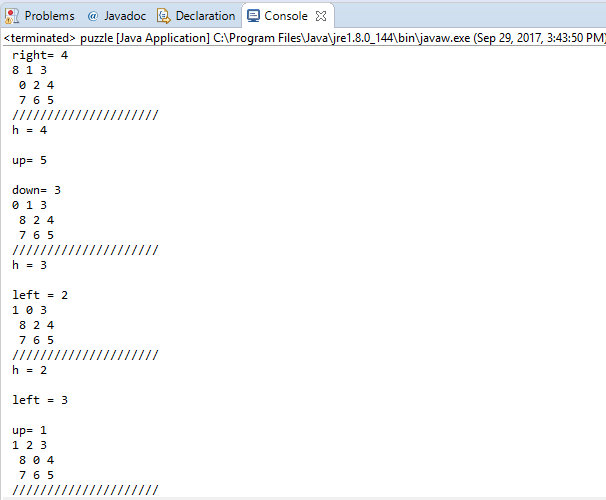 Problems @ Javadoc Declaration Console
<terminated> puzzle [Java Application] C:\Program Files\Java\jre1.8.0_144\bin\javaw.exe (Sep 29, 2017, 3:43:50 PM)
right= 4
8 1 3
0 2 4
7 6 5
/////////////////////
h = 4
up= 5
down= 3
0 1 3
8 2 4
7 6 5
/////////////////////
h = 3
left = 2
1 0 3
8 2 4
7 6 5
/////////////////////
h = 2
left = 3
up= 1
1 2 3
8 0 4
7 6 5
/////////////////////